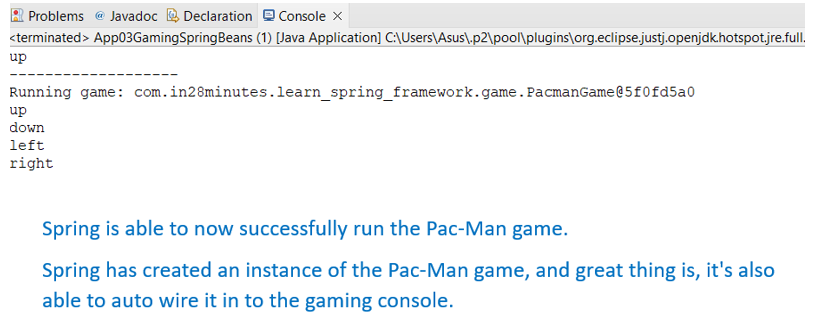 Problems @ Javadoc Declaration Console
<terminated> App03GamingSpringBeans (1) [Java Application] C:\Users\Asus\.p2\pool\plugins\org.eclipse.justj.openjdk.hotspot.jre.full.
up
-------------------
Running game: com.in28minutes.learn_spring_framework.game.PacmanGame@5f0fd5a0
up
down
left
right
Spring is able to now successfully run the Pac-Man game.
Spring has created an instance of the Pac-Man game, and great thing is, it's also
able to auto wire it in to the gaming console.